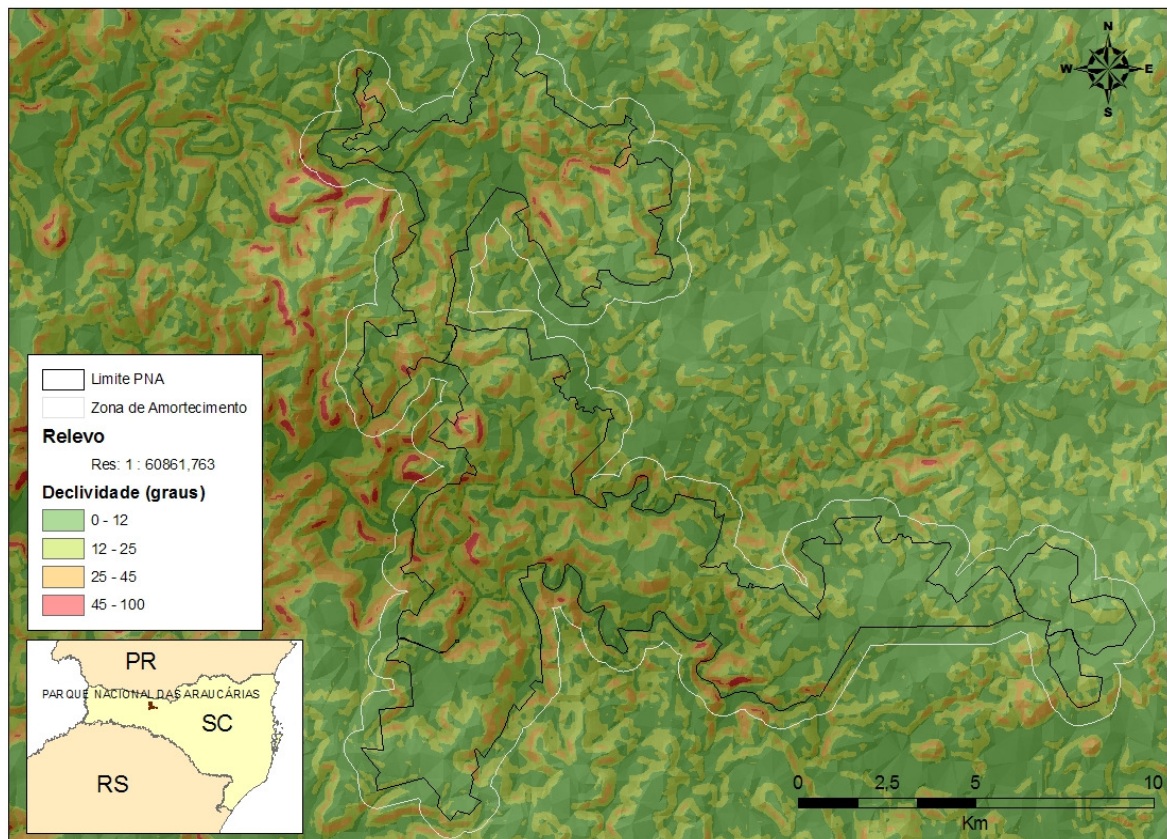 N
W
E
S
Limite PNA
Zona de Amortecimento
Relevo
Res: 1 : 60861,763
Declividade (graus)
0 - 12
12 - 25
25 - 45
45 - 100
PR
PARQUE NACIONAL DAS ARAUCÁRIAS
SC
RS
0 2,5 5 10
Km